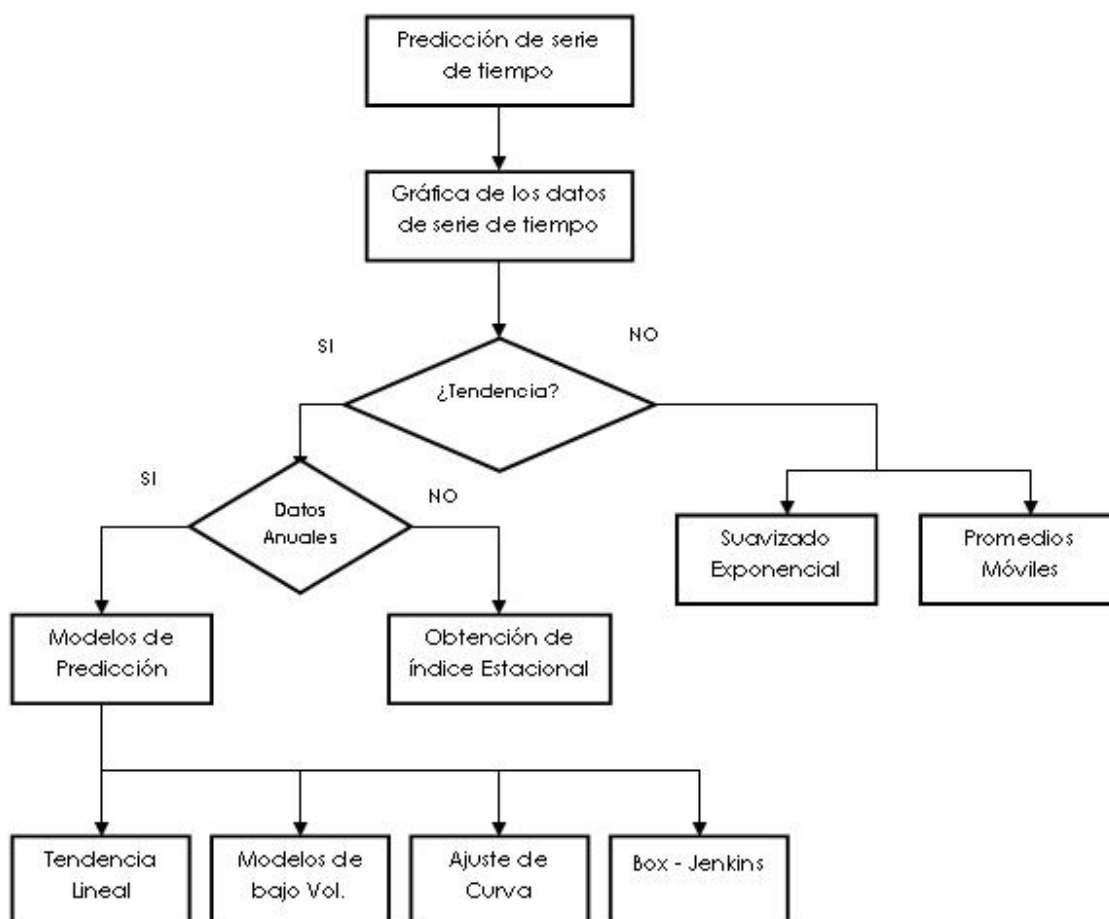 Predicción de serie
de tiempo
Gráfica de los datos
de serie de tiempo
SI
NO
¿Tendencia?
SI
NO
Datos
Anuales
Suavizado
Exponencial
Promedios
Móviles
Modelos de
Predicción
Obtención de
índice Estacional
Tendencia
Lineal
Modelos de
bajo Vol.
Ajuste de
Curva
Box - Jenkins